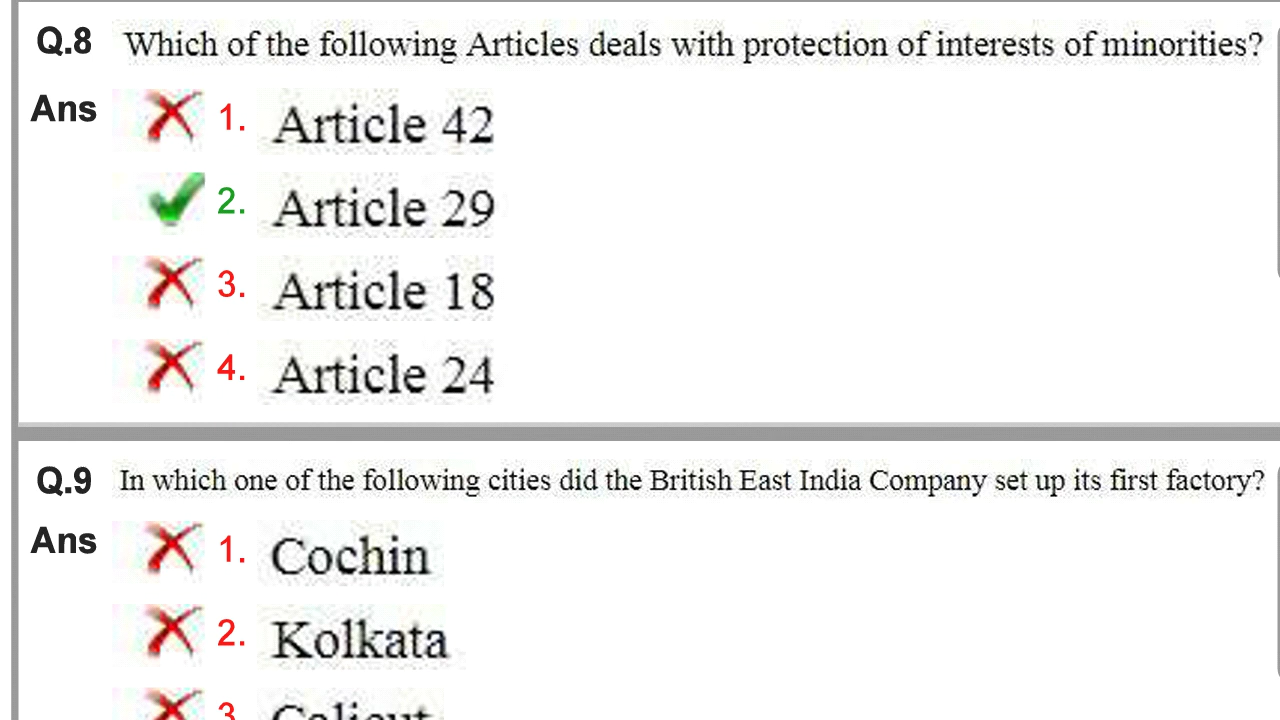 Q.8 Which of the following Articles deals with protection of interests of minorities?
Ans 1. Article 42
2. Article 29
3. Article 18
4. Article 24
Q.9 In which one of the following cities did the British East India Company set up its first factory?
Ans 1. Cochin
2. Kolkata
3. Calicut